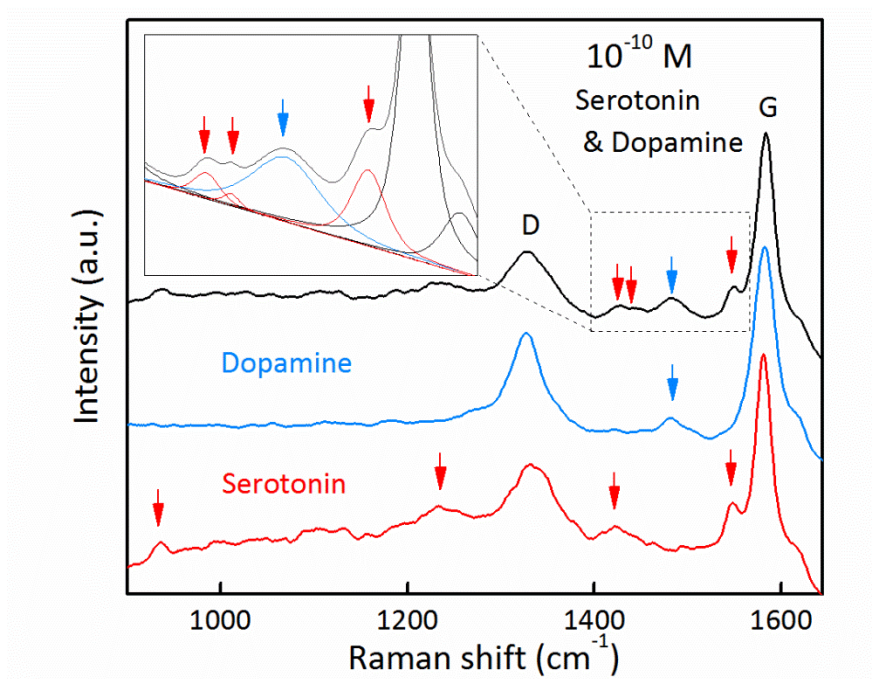 10⁻¹⁰ M
Serotonin
& Dopamine
G
D
Dopamine
Serotonin
Intensity (a.u.)
1000 1200 1400 1600
Raman shift (cm⁻¹)